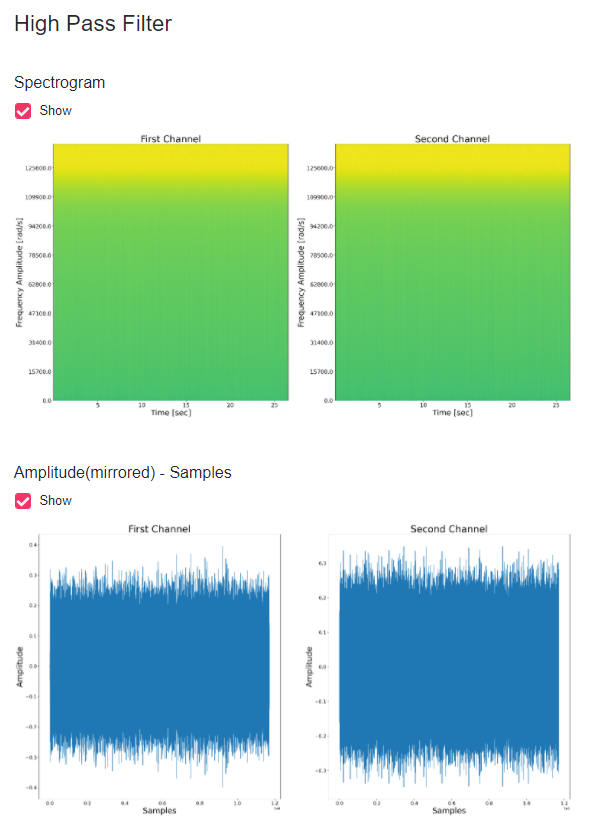 High Pass Filter
Spectrogram
Show
First Channel
Second Channel
Frequency Amplitude [rad/s]
125600.0
109900.0
94200.0
78500.0
62800.0
47100.0
31400.0
15700.0
0.0
5 10 15 20 25
Time [sec]
Frequency Amplitude [rad/s]
125600.0
109900.0
94200.0
78500.0
62800.0
47100.0
31400.0
15700.0
0.0
5 10 15 20 25
Time [sec]
Amplitude(mirrored) - Samples
Show
First Channel
Second Channel
Amplitude
0.4
0.3
0.2
0.1
0.0
-0.1
-0.2
-0.3
-0.4
0.0 0.2 0.4 0.6 0.8 1.0 1.2
Samples
Amplitude
0.3
0.2
0.1
0.0
-0.1
-0.2
-0.3
0.0 0.2 0.4 0.6 0.8 1.0 1.2
Samples